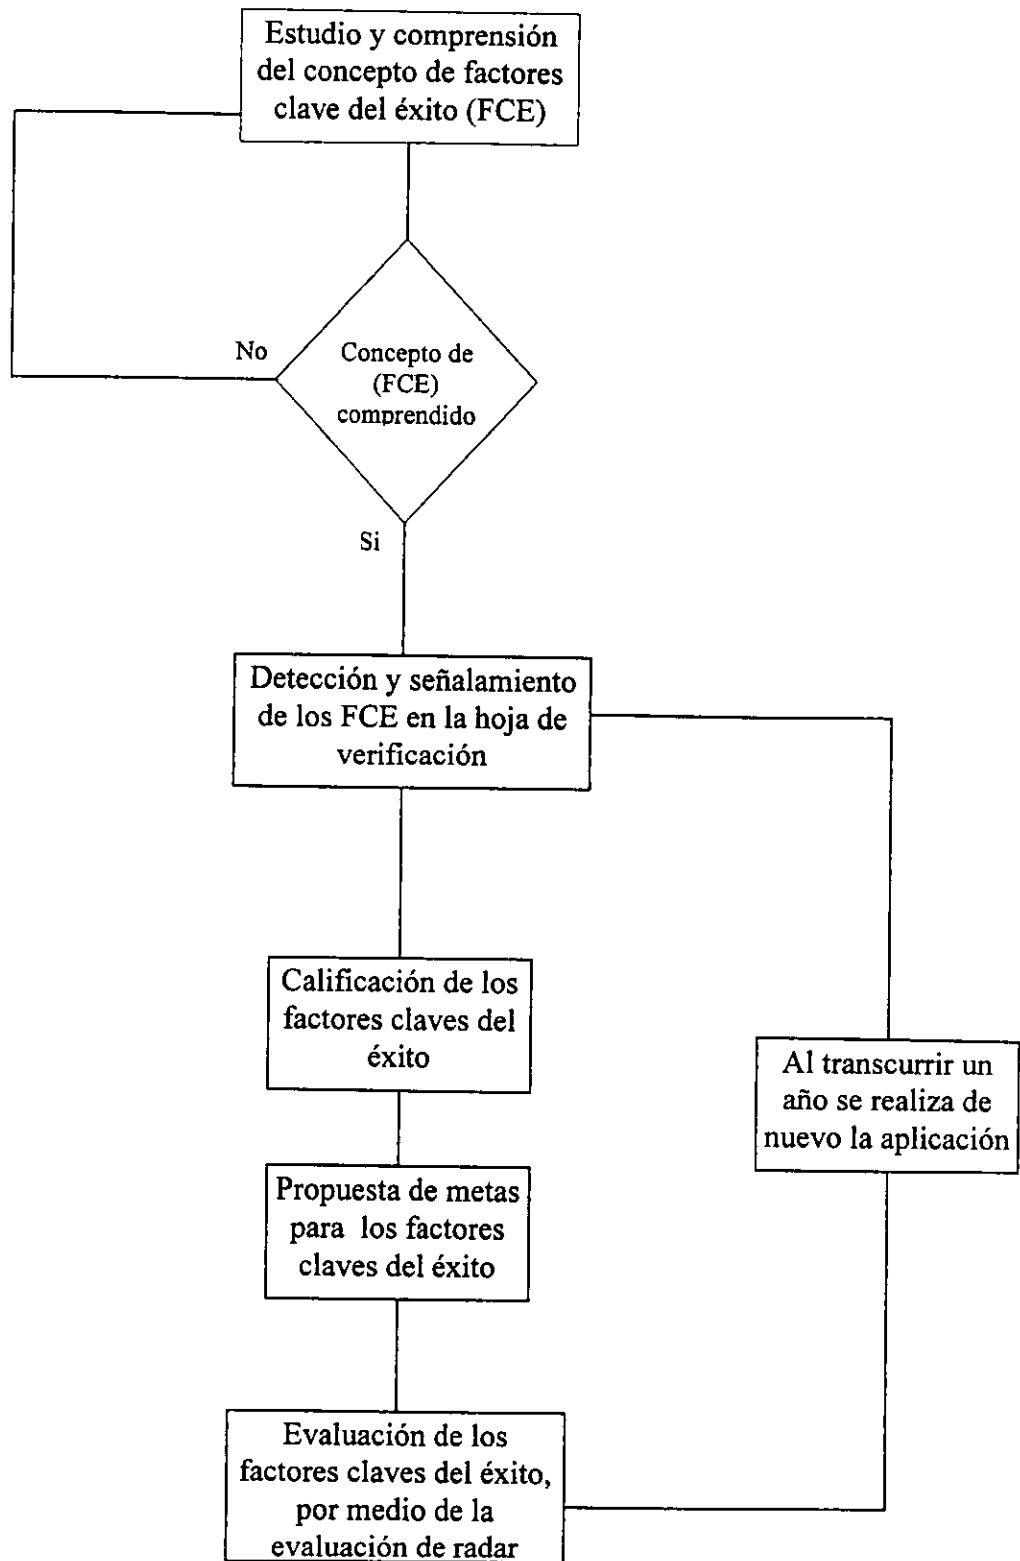 Estudio y comprensión
del concepto de factores
clave del éxito (FCE)
No
Concepto de
(FCE)
comprendido
Si
Detección y señalamiento
de los FCE en la hoja de
verificación
Calificación de los
factores claves del
éxito
Al transcurrir un
año se realiza de
nuevo la aplicación
Propuesta de metas
para los factores
claves del éxito
Evaluación de los
factores claves del éxito,
por medio de la
evaluación de radar